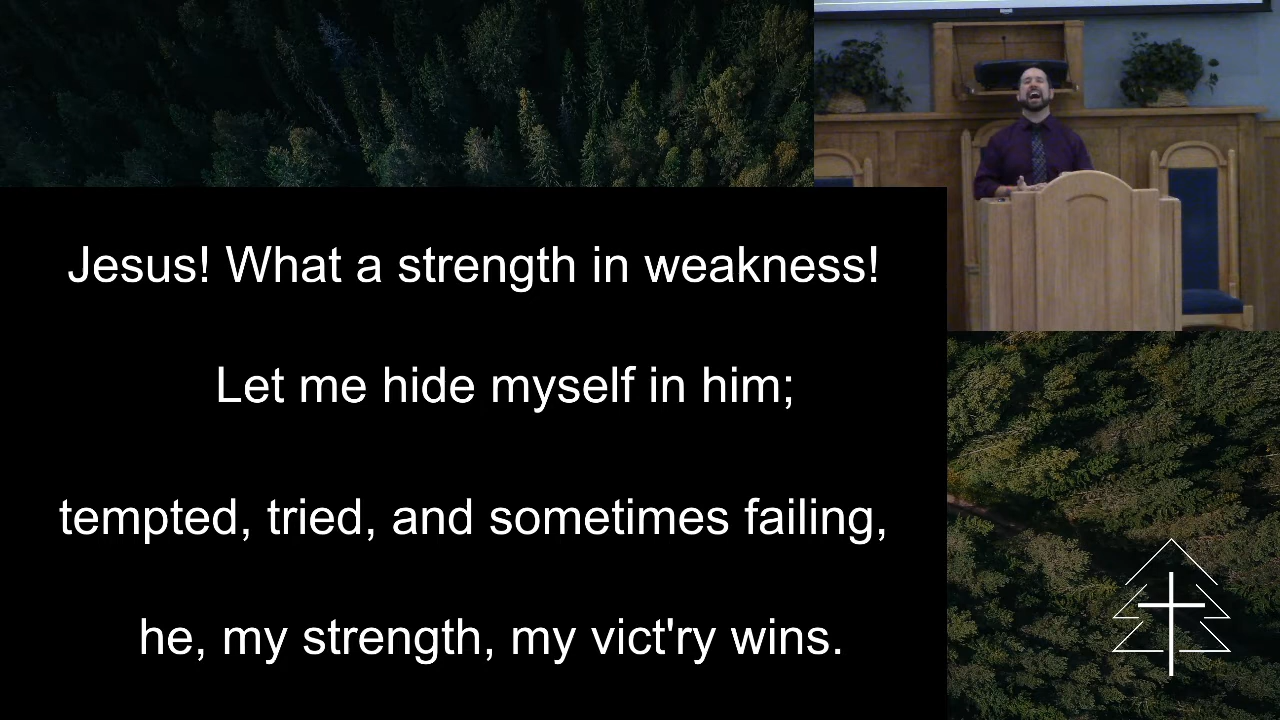 Jesus! What a strength in weakness!
Let me hide myself in him;
tempted, tried, and sometimes failing,
he, my strength, my vict'ry wins.